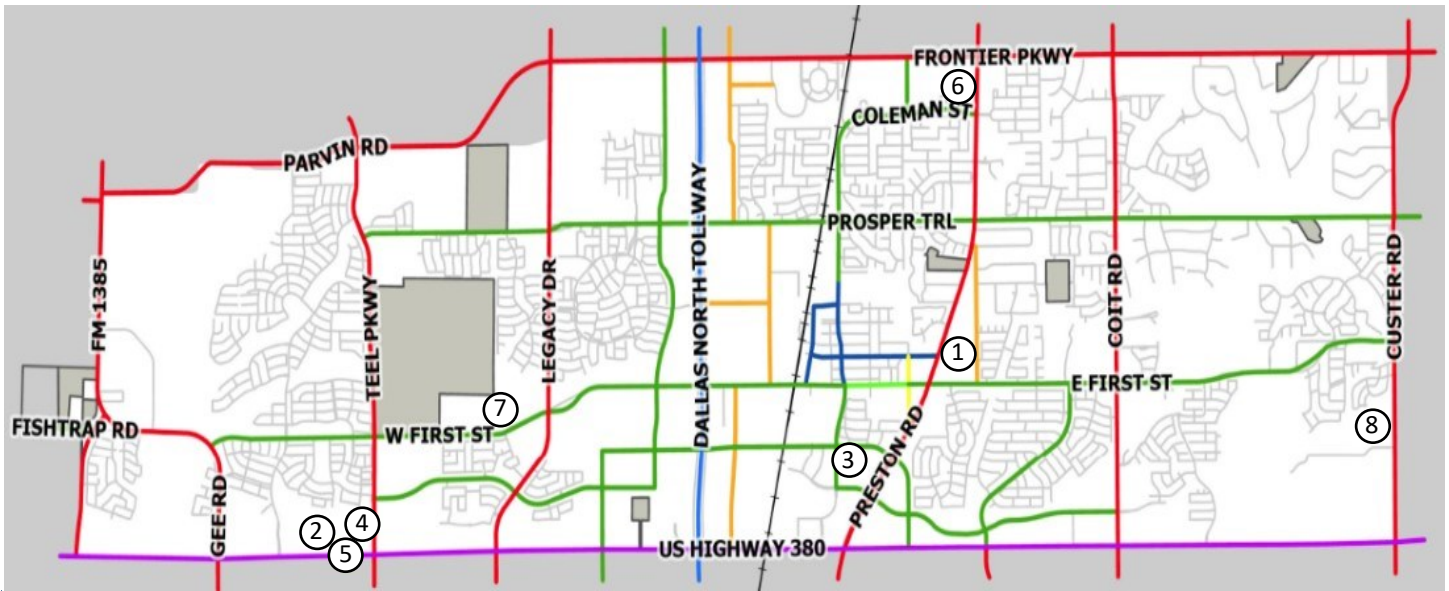 FRONTIER PKWY
6
COLEMAN ST
PARVIN RD
PROSPER TRL
FM 1385
TEEL PKWY
LEGACY DR
DALLAS NORTH TOLLWAY
COIT RD
CUSTER RD
1
E FIRST ST
7
FISHTRAP RD
W FIRST ST
8
3
PRESTON RD
GEE RD
2
4
5
US HIGHWAY 380